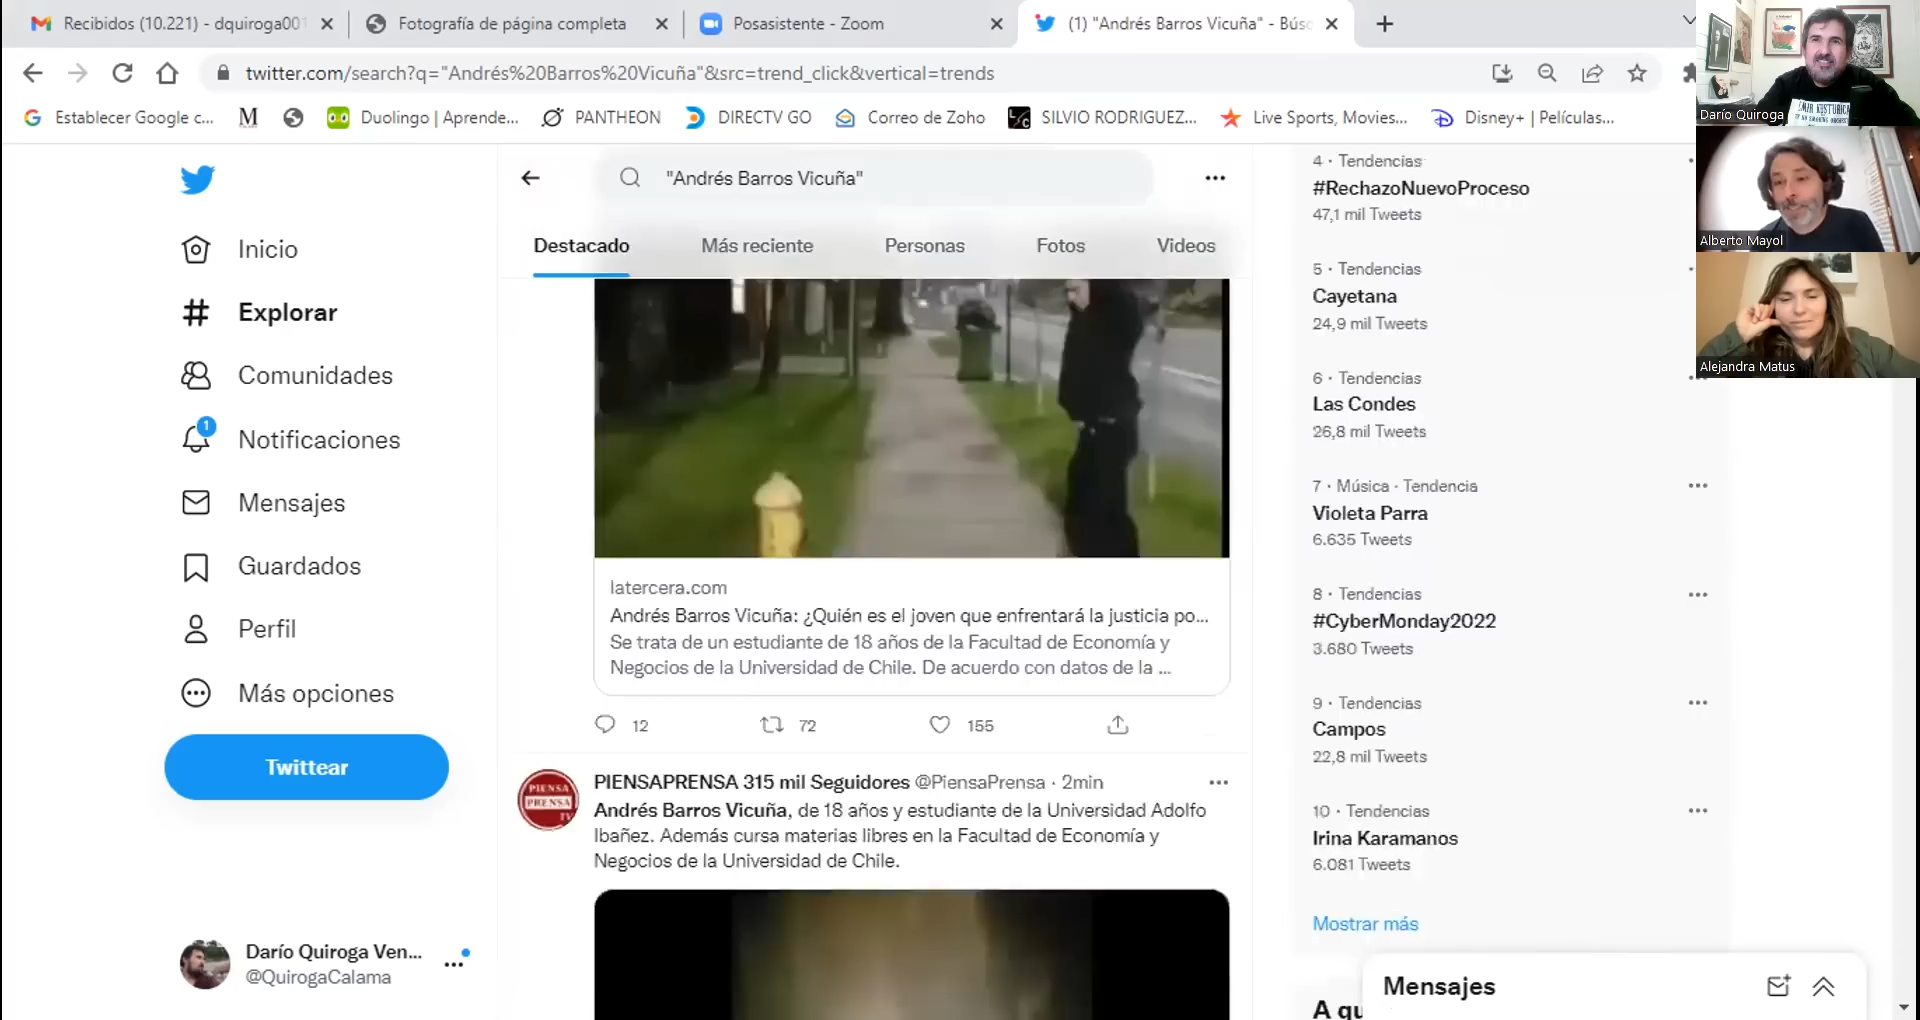 Recibidos (10.221) - dquiroga001
Fotografía de página completa
Posasistente - Zoom
(1) "Andrés Barros Vicuña" - Búsc
twitter.com/search?q="Andrés%20Barros%20Vicuña"&src=trend_click&vertical=trends
Establecer Google c...
M
Duolingo | Aprende...
PANTHEON
DIRECTV GO
Correo de Zoho
SILVIO RODRIGUEZ...
Live Sports, Movies...
Disney+ | Películas...
Darío Quiroga
Alberto Mayol
Alejandra Matus
Inicio
Explorar
Comunidades
1
Notificaciones
Mensajes
Guardados
Perfil
Más opciones
Twittear
Darío Quiroga Ven...
@QuirogaCalama
"Andrés Barros Vicuña"
Destacado
Más reciente
Personas
Fotos
Videos
latercera.com
Andrés Barros Vicuña: ¿Quién es el joven que enfrentará la justicia po...
Se trata de un estudiante de 18 años de la Facultad de Economía y
Negocios de la Universidad de Chile. De acuerdo con datos de la ...
12
72
155
PIENSA
PRENSA
TV
PIENSAPRENSA 315 mil Seguidores @PiensaPrensa · 2min
Andrés Barros Vicuña, de 18 años y estudiante de la Universidad Adolfo
Ibañez. Además cursa materias libres en la Facultad de Economía y
Negocios de la Universidad de Chile.
4 · Tendencias
#RechazoNuevoProceso
47,1 mil Tweets
5 · Tendencias
Cayetana
24,9 mil Tweets
6 · Tendencias
Las Condes
26,8 mil Tweets
7 · Música · Tendencia
Violeta Parra
6.635 Tweets
8 · Tendencias
#CyberMonday2022
3.680 Tweets
9 · Tendencias
Campos
22,8 mil Tweets
10 · Tendencias
Irina Karamanos
6.081 Tweets
Mostrar más
Mensajes
A qu